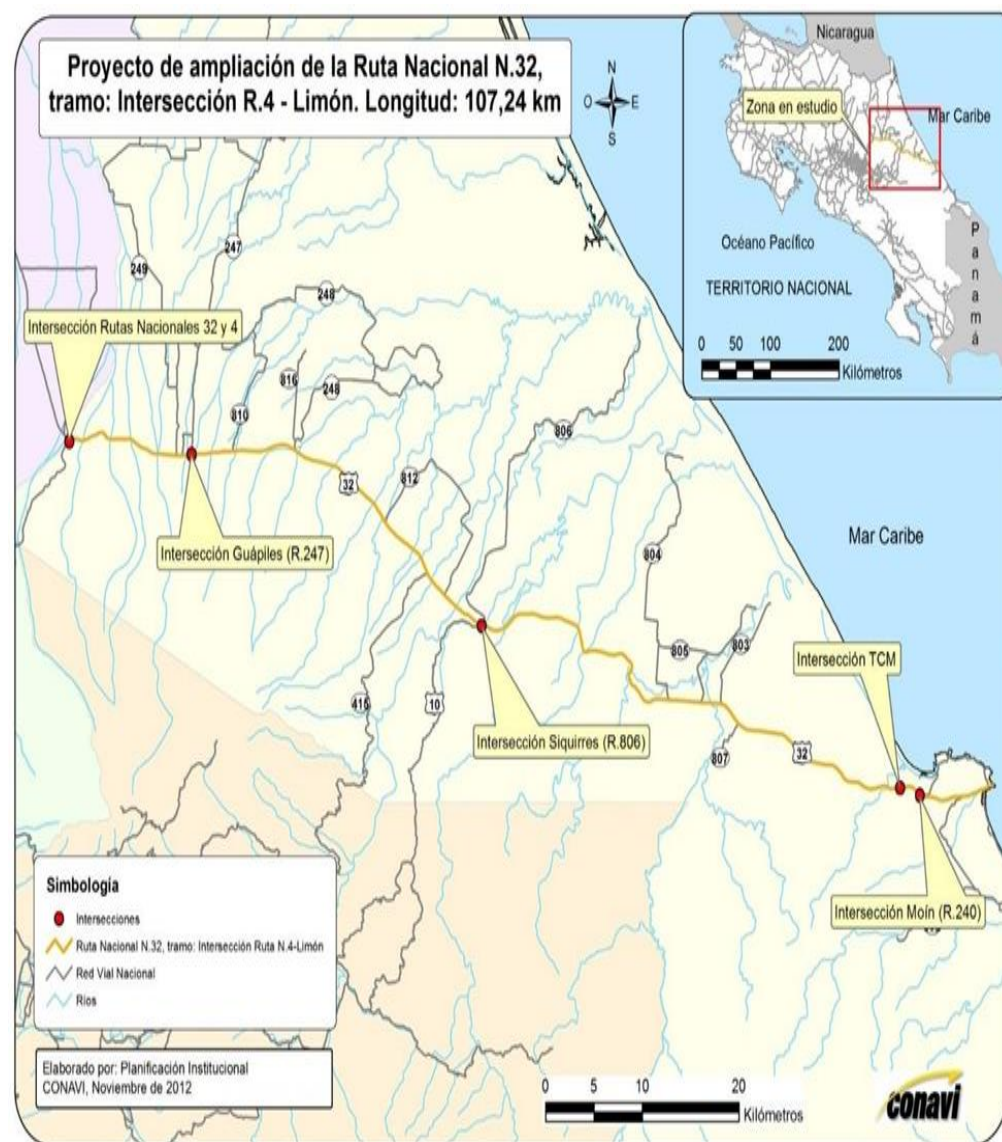 Proyecto de ampliación de la Ruta Nacional N.32,
tramo: Intersección R.4 - Limón. Longitud: 107,24 km
N
O
E
S
Nicaragua
Zona en estudio
Mar Caribe
Océano Pacífico
TERRITORIO NACIONAL
Panamá
0 50 100 200
Kilómetros
247
249
248
Intersección Rutas Nacionales 32 y 4
816
248
810
806
32
812
Intersección Guápiles (R.247)
Mar Caribe
804
805
803
Intersección TCM
415
10
Intersección Siquirres (R.806)
807
32
Intersección Moín (R.240)
Simbología
Intersecciones
Ruta Nacional N.32, tramo: Intersección Ruta N.4-Limón
Red Vial Nacional
Ríos
Elaborado por: Planificación Institucional
CONAVI, Noviembre de 2012
0 5 10 20
Kilómetros
conavi